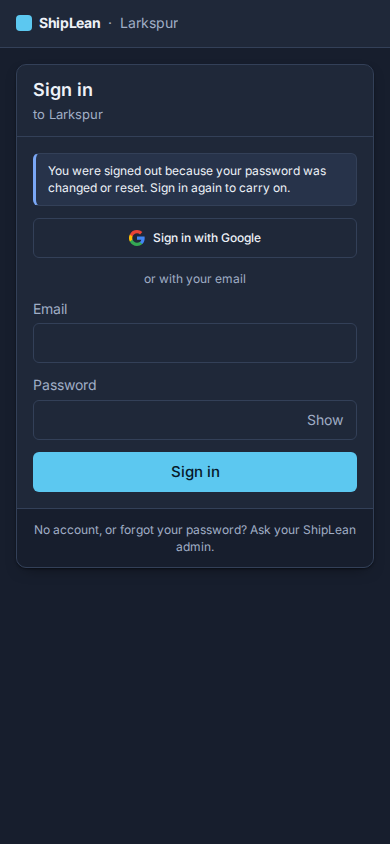 ShipLean · Larkspur
Sign in
to Larkspur
You were signed out because your password was
changed or reset. Sign in again to carry on.
Sign in with Google
or with your email
Email
Password
Show
Sign in
No account, or forgot your password? Ask your ShipLean
admin.